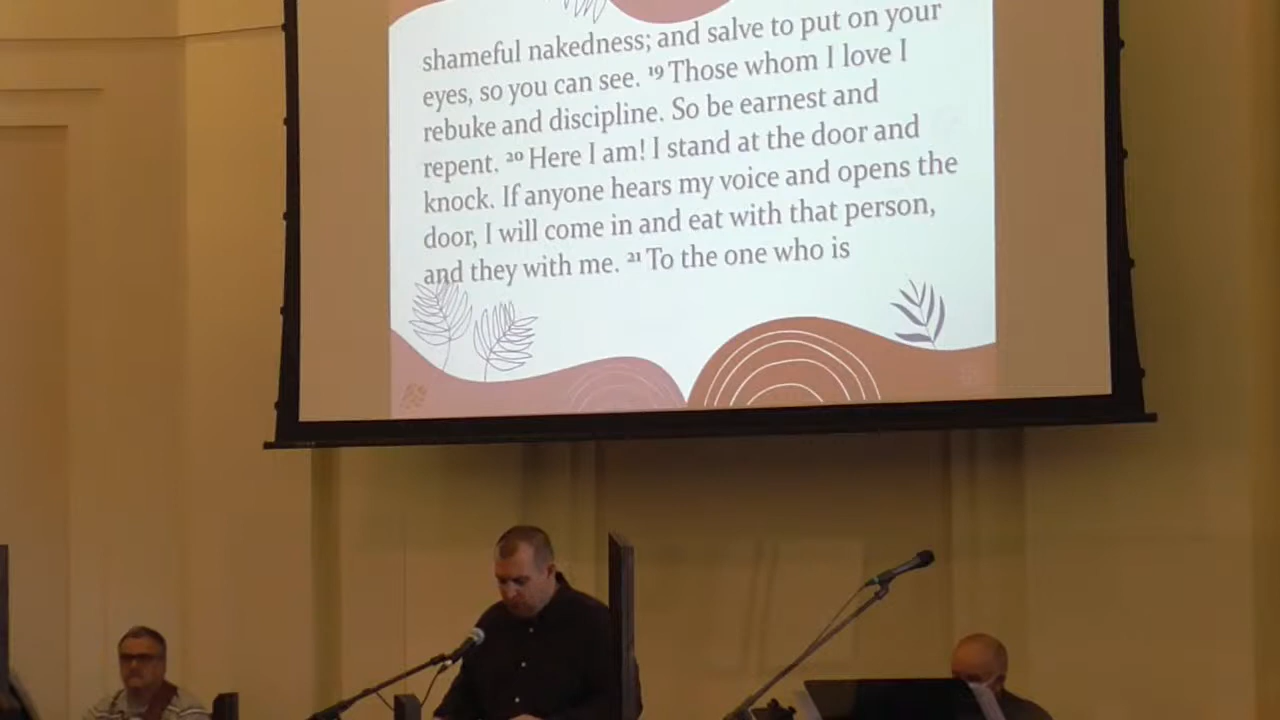 shameful nakedness; and salve to put on your
eyes, so you can see. ¹⁹ Those whom I love I
rebuke and discipline. So be earnest and
repent. ²⁰ Here I am! I stand at the door and
knock. If anyone hears my voice and opens the
door, I will come in and eat with that person,
and they with me. ²¹ To the one who is